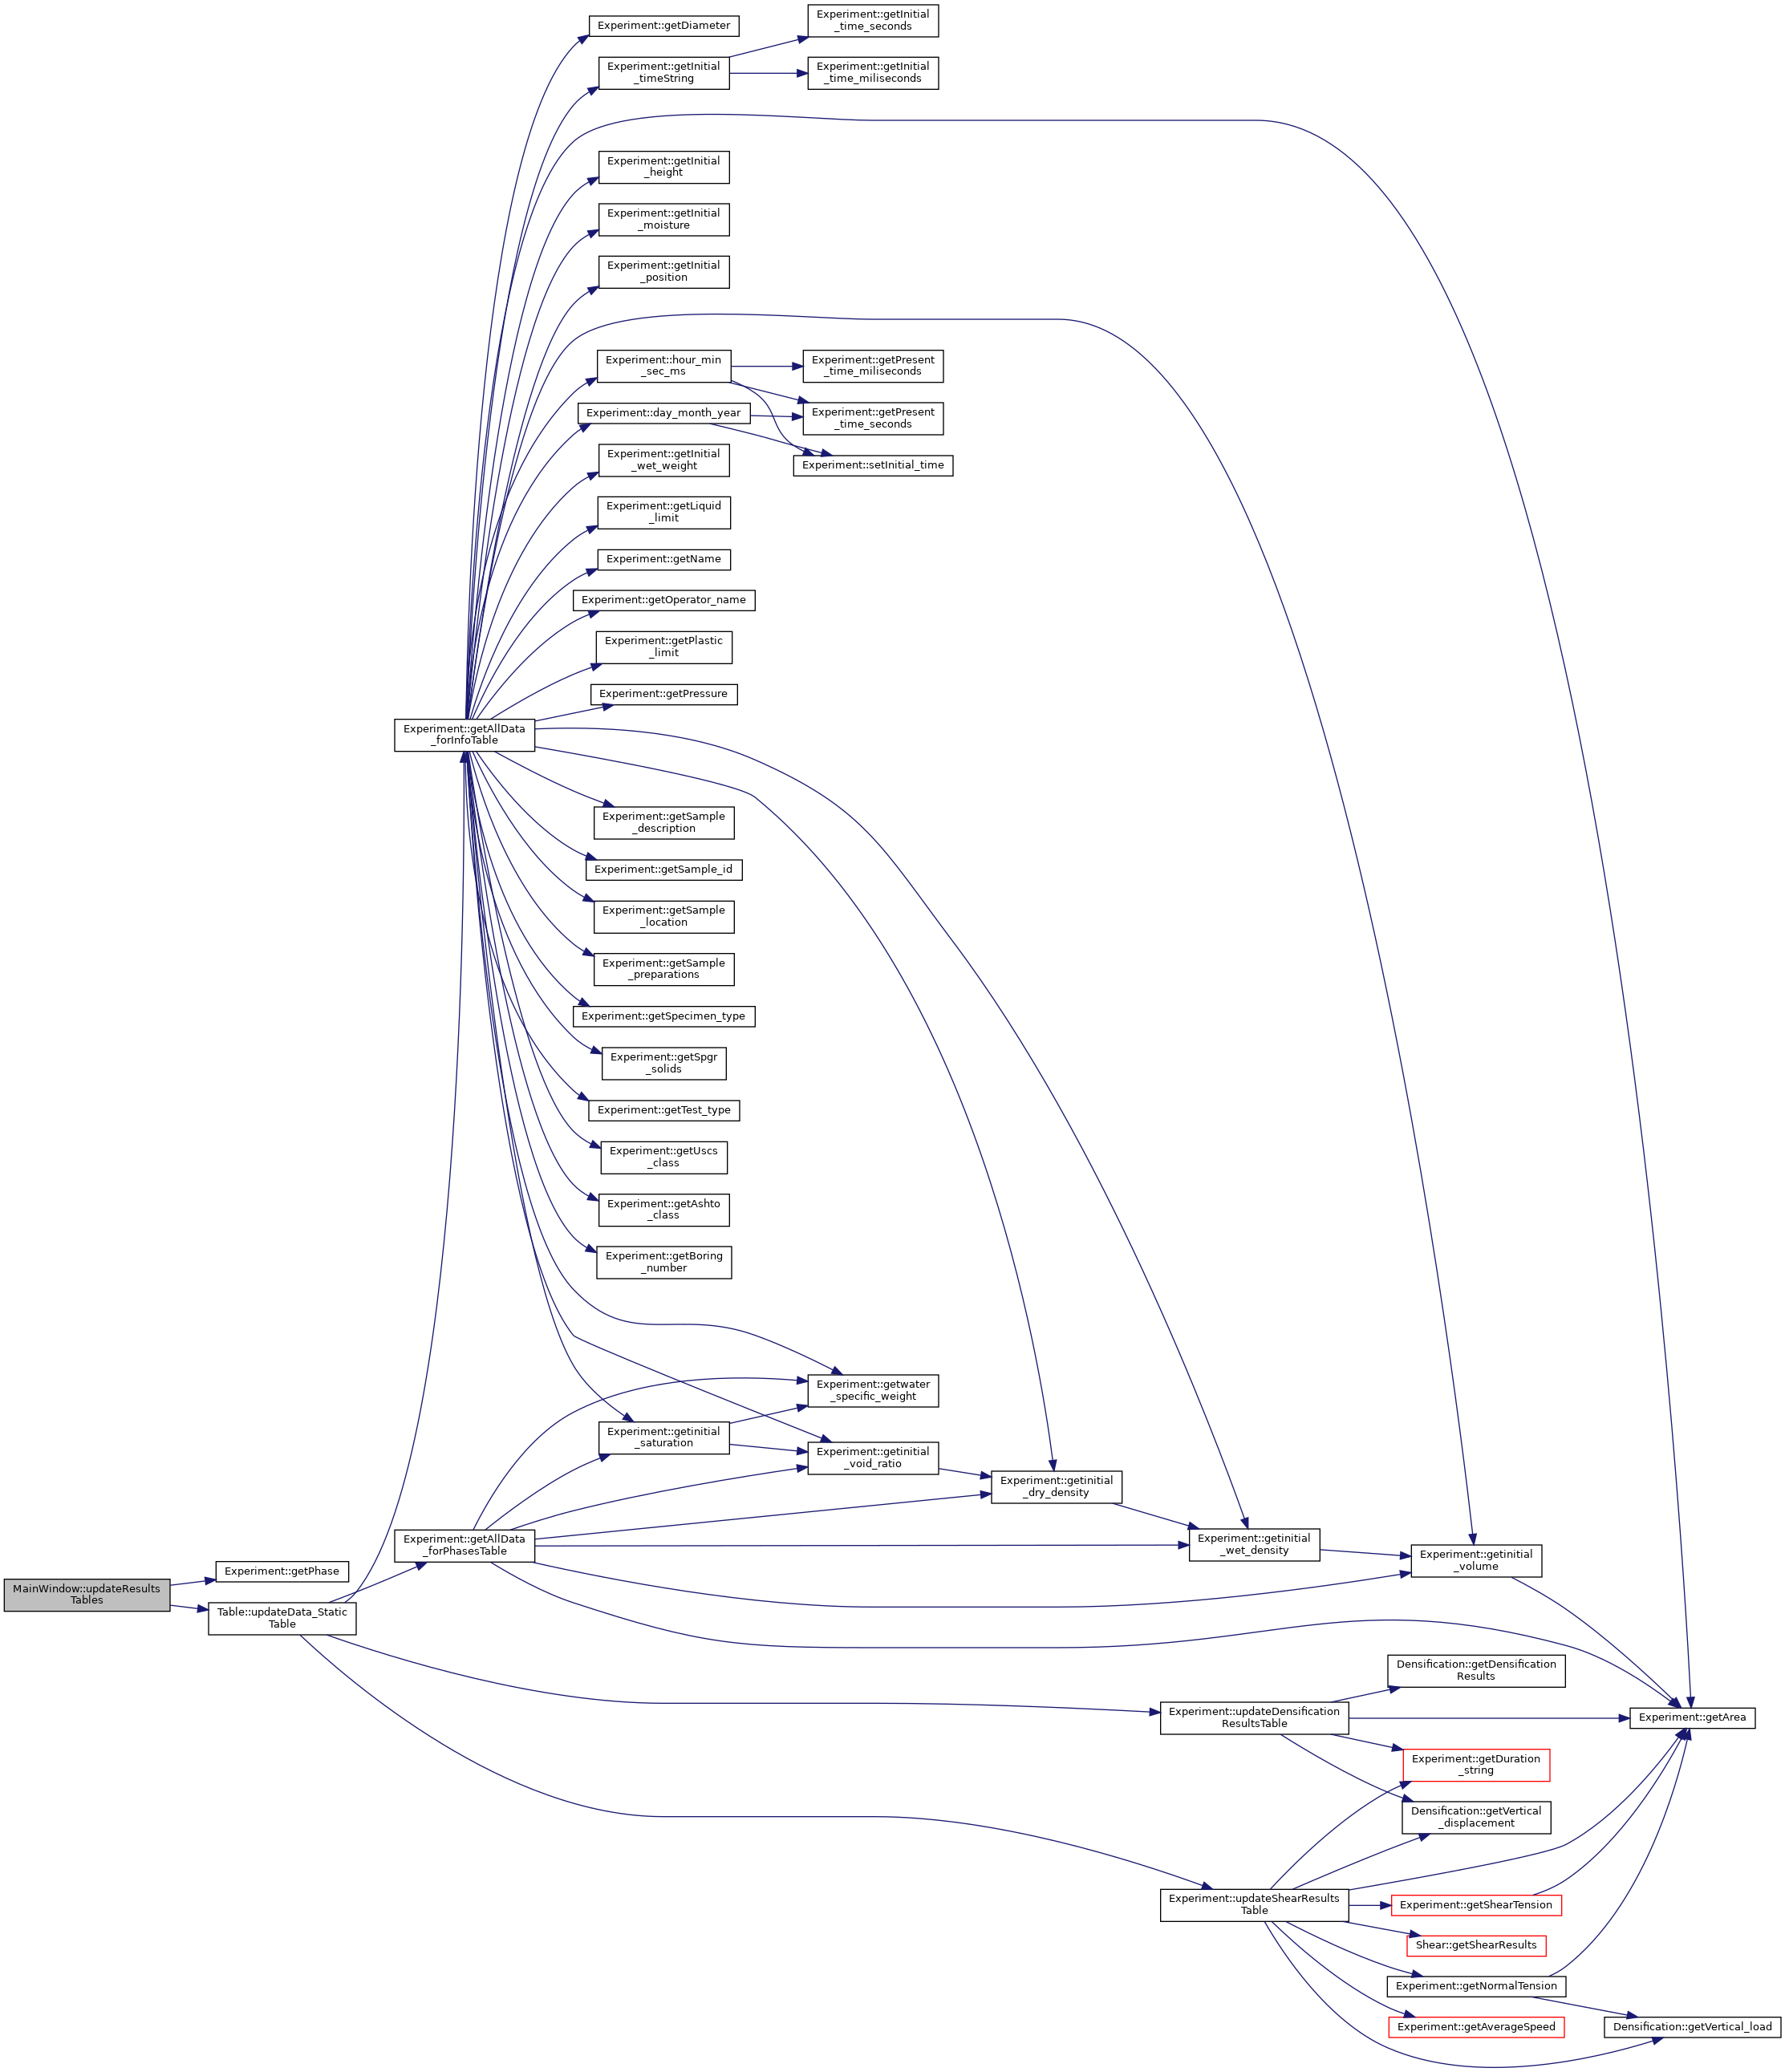 Experiment::getDiameter
Experiment::getInitial
_timeString
Experiment::getInitial
_time_seconds
Experiment::getInitial
_time_miliseconds
Experiment::getInitial
_height
Experiment::getInitial
_moisture
Experiment::getInitial
_position
Experiment::hour_min
_sec_ms
Experiment::getPresent
_time_miliseconds
Experiment::day_month_year
Experiment::getPresent
_time_seconds
Experiment::setInitial_time
Experiment::getInitial
_wet_weight
Experiment::getLiquid
_limit
Experiment::getName
Experiment::getOperator_name
Experiment::getPlastic
_limit
Experiment::getPressure
Experiment::getAllData
_forInfoTable
Experiment::getSample
_description
Experiment::getSample_id
Experiment::getSample
_location
Experiment::getSample
_preparations
Experiment::getSpecimen_type
Experiment::getSpgr
_solids
Experiment::getTest_type
Experiment::getUscs
_class
Experiment::getAshto
_class
Experiment::getBoring
_number
Experiment::getwater
_specific_weight
Experiment::getinitial
_saturation
Experiment::getinitial
_void_ratio
Experiment::getinitial
_dry_density
Experiment::getinitial
_wet_density
Experiment::getinitial
_volume
Experiment::getAllData
_forPhasesTable
Experiment::getPhase
MainWindow::updateResults
Tables
Table::updateData_Static
Table
Densification::getDensification
Results
Experiment::updateDensification
ResultsTable
Experiment::getArea
Experiment::getDuration
_string
Densification::getVertical
_displacement
Experiment::updateShearResults
Table
Experiment::getShearTension
Shear::getShearResults
Experiment::getNormalTension
Experiment::getAverageSpeed
Densification::getVertical_load